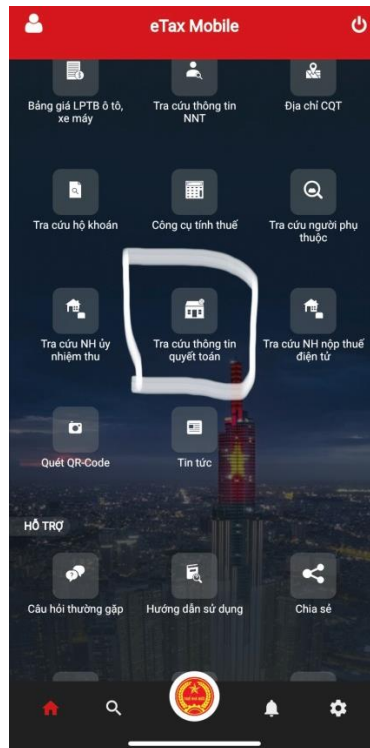 eTax Mobile
Bảng giá LPTB ô tô,
xe máy
Tra cứu thông tin
NNT
Địa chỉ CQT
Tra cứu hộ khoán
Công cụ tính thuế
Tra cứu người phụ
thuộc
Tra cứu NH ủy
nhiệm thu
Tra cứu thông tin
quyết toán
Tra cứu NH nộp thuế
điện tử
Quét QR-Code
Tin tức
HỖ TRỢ
Câu hỏi thường gặp
Hướng dẫn sử dụng
Chia sẻ